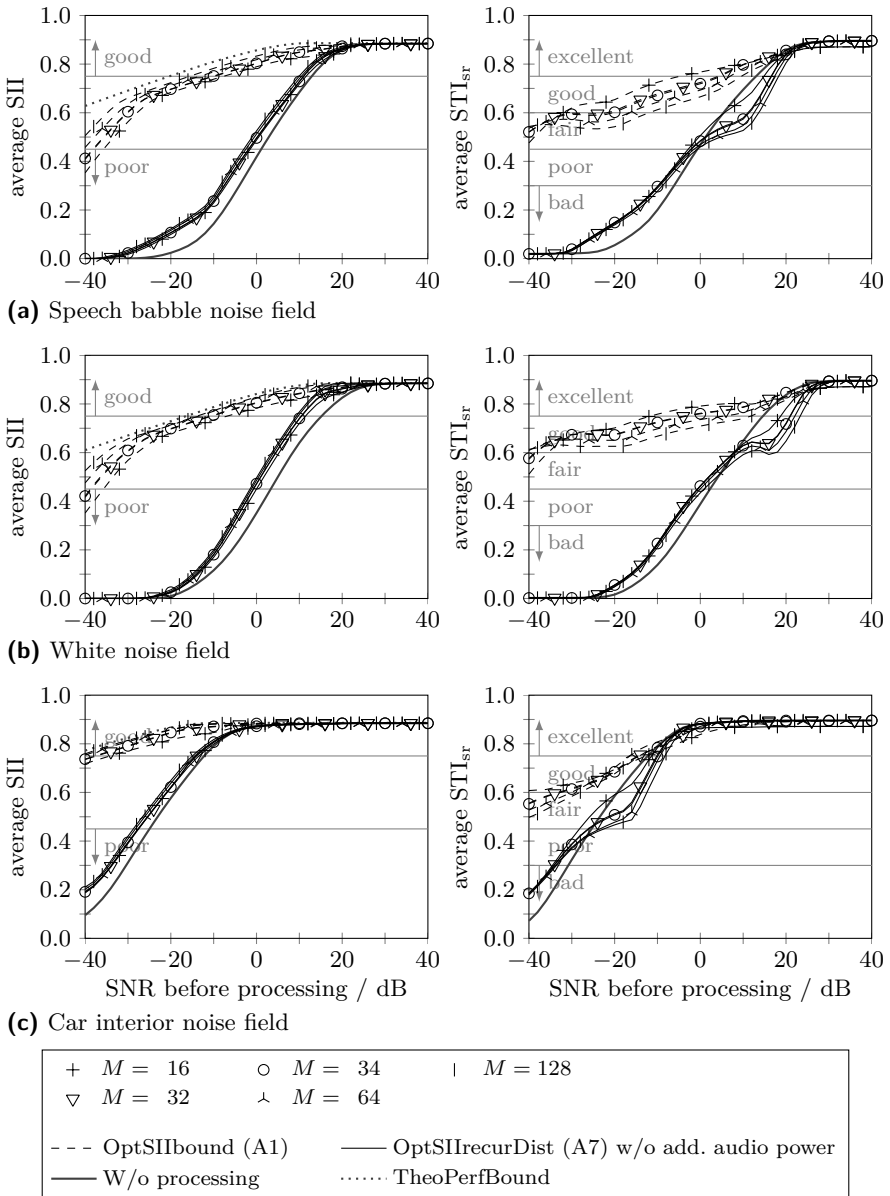 1.0
0.8
0.6
0.4
0.2
0.0
average SII
good
poor
−40 −20 0 20 40
1.0
0.8
0.6
0.4
0.2
0.0
average STIsr
excellent
good
fair
poor
bad
−40 −20 0 20 40
(a) Speech babble noise field
1.0
0.8
0.6
0.4
0.2
0.0
average SII
good
poor
−40 −20 0 20 40
1.0
0.8
0.6
0.4
0.2
0.0
average STIsr
excellent
good
fair
poor
bad
−40 −20 0 20 40
(b) White noise field
1.0
0.8
0.6
0.4
0.2
0.0
average SII
good
poor
−40 −20 0 20 40
SNR before processing / dB
1.0
0.8
0.6
0.4
0.2
0.0
average STIsr
excellent
good
fair
poor
bad
−40 −20 0 20 40
SNR before processing / dB
(c) Car interior noise field
M = 16 M = 34 M = 128
M = 32 M = 64
OptSIIbound (A1) OptSIIrecurDist (A7) w/o add. audio power
W/o processing TheoPerfBound